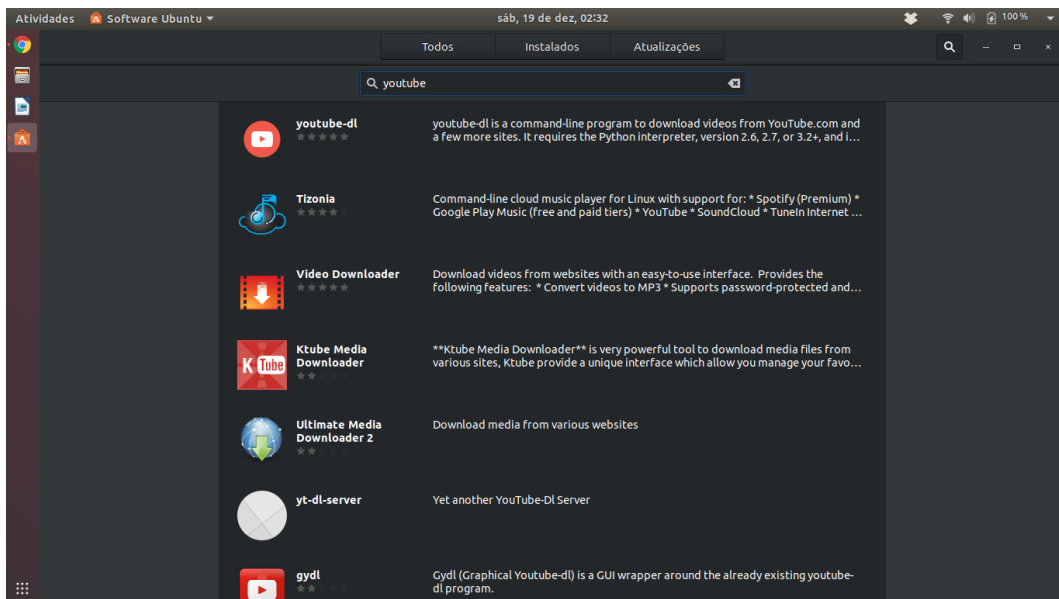 Atividades Software Ubuntu sáb, 19 de dez, 02:32 100 %
Todos Instalados Atualizações
youtube
youtube-dl
youtube-dl is a command-line program to download videos from YouTube.com and
a few more sites. It requires the Python interpreter, version 2.6, 2.7, or 3.2+, and i…
Tizonia
Command-line cloud music player for Linux with support for: * Spotify (Premium) *
Google Play Music (free and paid tiers) * YouTube * SoundCloud * TuneIn Internet …
Video Downloader
Download videos from websites with an easy-to-use interface. Provides the
following features: * Convert videos to MP3 * Supports password-protected and…
K Tube
Ktube Media
Downloader
**Ktube Media Downloader** is very powerful tool to download media files from
various sites, Ktube provide a unique interface which allow you manage your favo…
Ultimate Media
Downloader 2
Download media from various websites
yt-dl-server
Yet another YouTube-Dl Server
gydl
Gydl (Graphical Youtube-dl) is a GUI wrapper around the already existing youtube-
dl program.